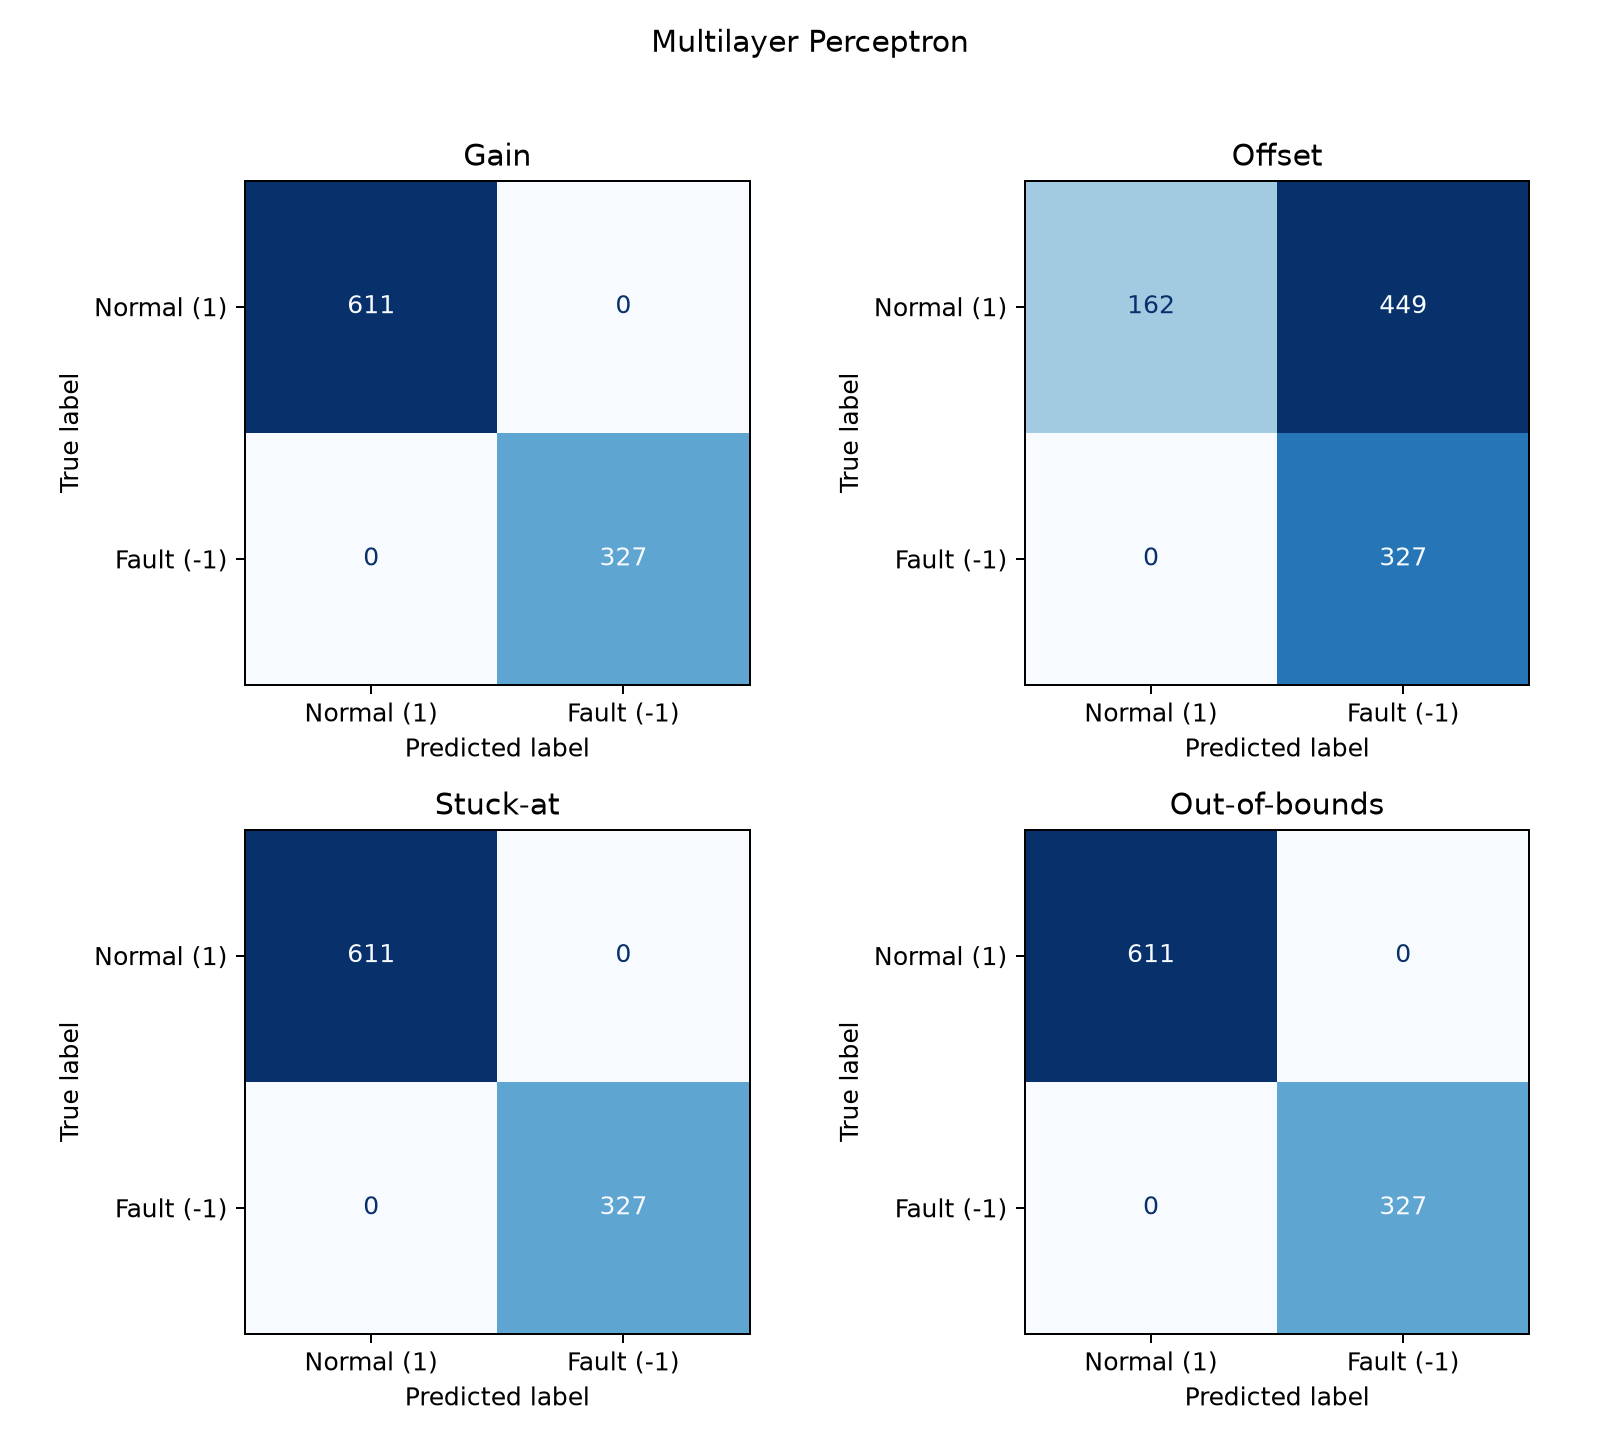 Multilayer Perceptron
Gain
Normal (1)
611
0
True label
Fault (-1)
0
327
Normal (1)
Fault (-1)
Predicted label
Offset
Normal (1)
162
449
True label
Fault (-1)
0
327
Normal (1)
Fault (-1)
Predicted label
Stuck-at
Normal (1)
611
0
True label
Fault (-1)
0
327
Normal (1)
Fault (-1)
Predicted label
Out-of-bounds
Normal (1)
611
0
True label
Fault (-1)
0
327
Normal (1)
Fault (-1)
Predicted label